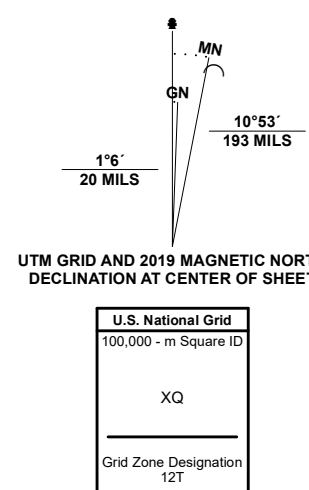 MN
GN
10°53´
193 MILS
1°6´
20 MILS
UTM GRID AND 2019 MAGNETIC NORT
DECLINATION AT CENTER OF SHEET
U.S. National Grid
100,000 - m Square ID
XQ
Grid Zone Designation
12T